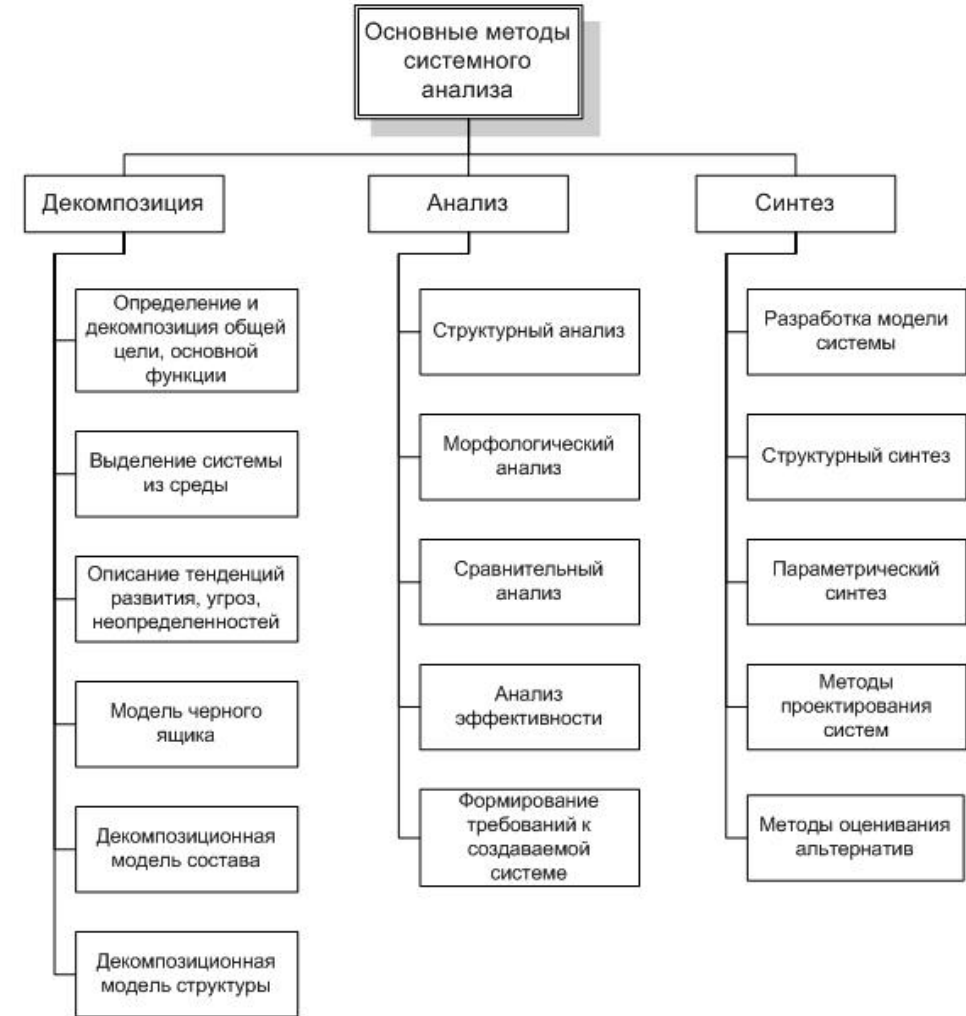 Основные методы
системного
анализа
Декомпозиция
Анализ
Синтез
Определение и
декомпозиция общей
цели, основной
функции
Выделение системы
из среды
Описание тенденций
развития, угроз,
неопределенностей
Модель черного
ящика
Декомпозиционная
модель состава
Декомпозиционная
модель структуры
Структурный анализ
Морфологический
анализ
Сравнительный
анализ
Анализ
эффективности
Формирование
требований к
создаваемой
системе
Разработка модели
системы
Структурный синтез
Параметрический
синтез
Методы
проектирования
систем
Методы оценивания
альтернатив